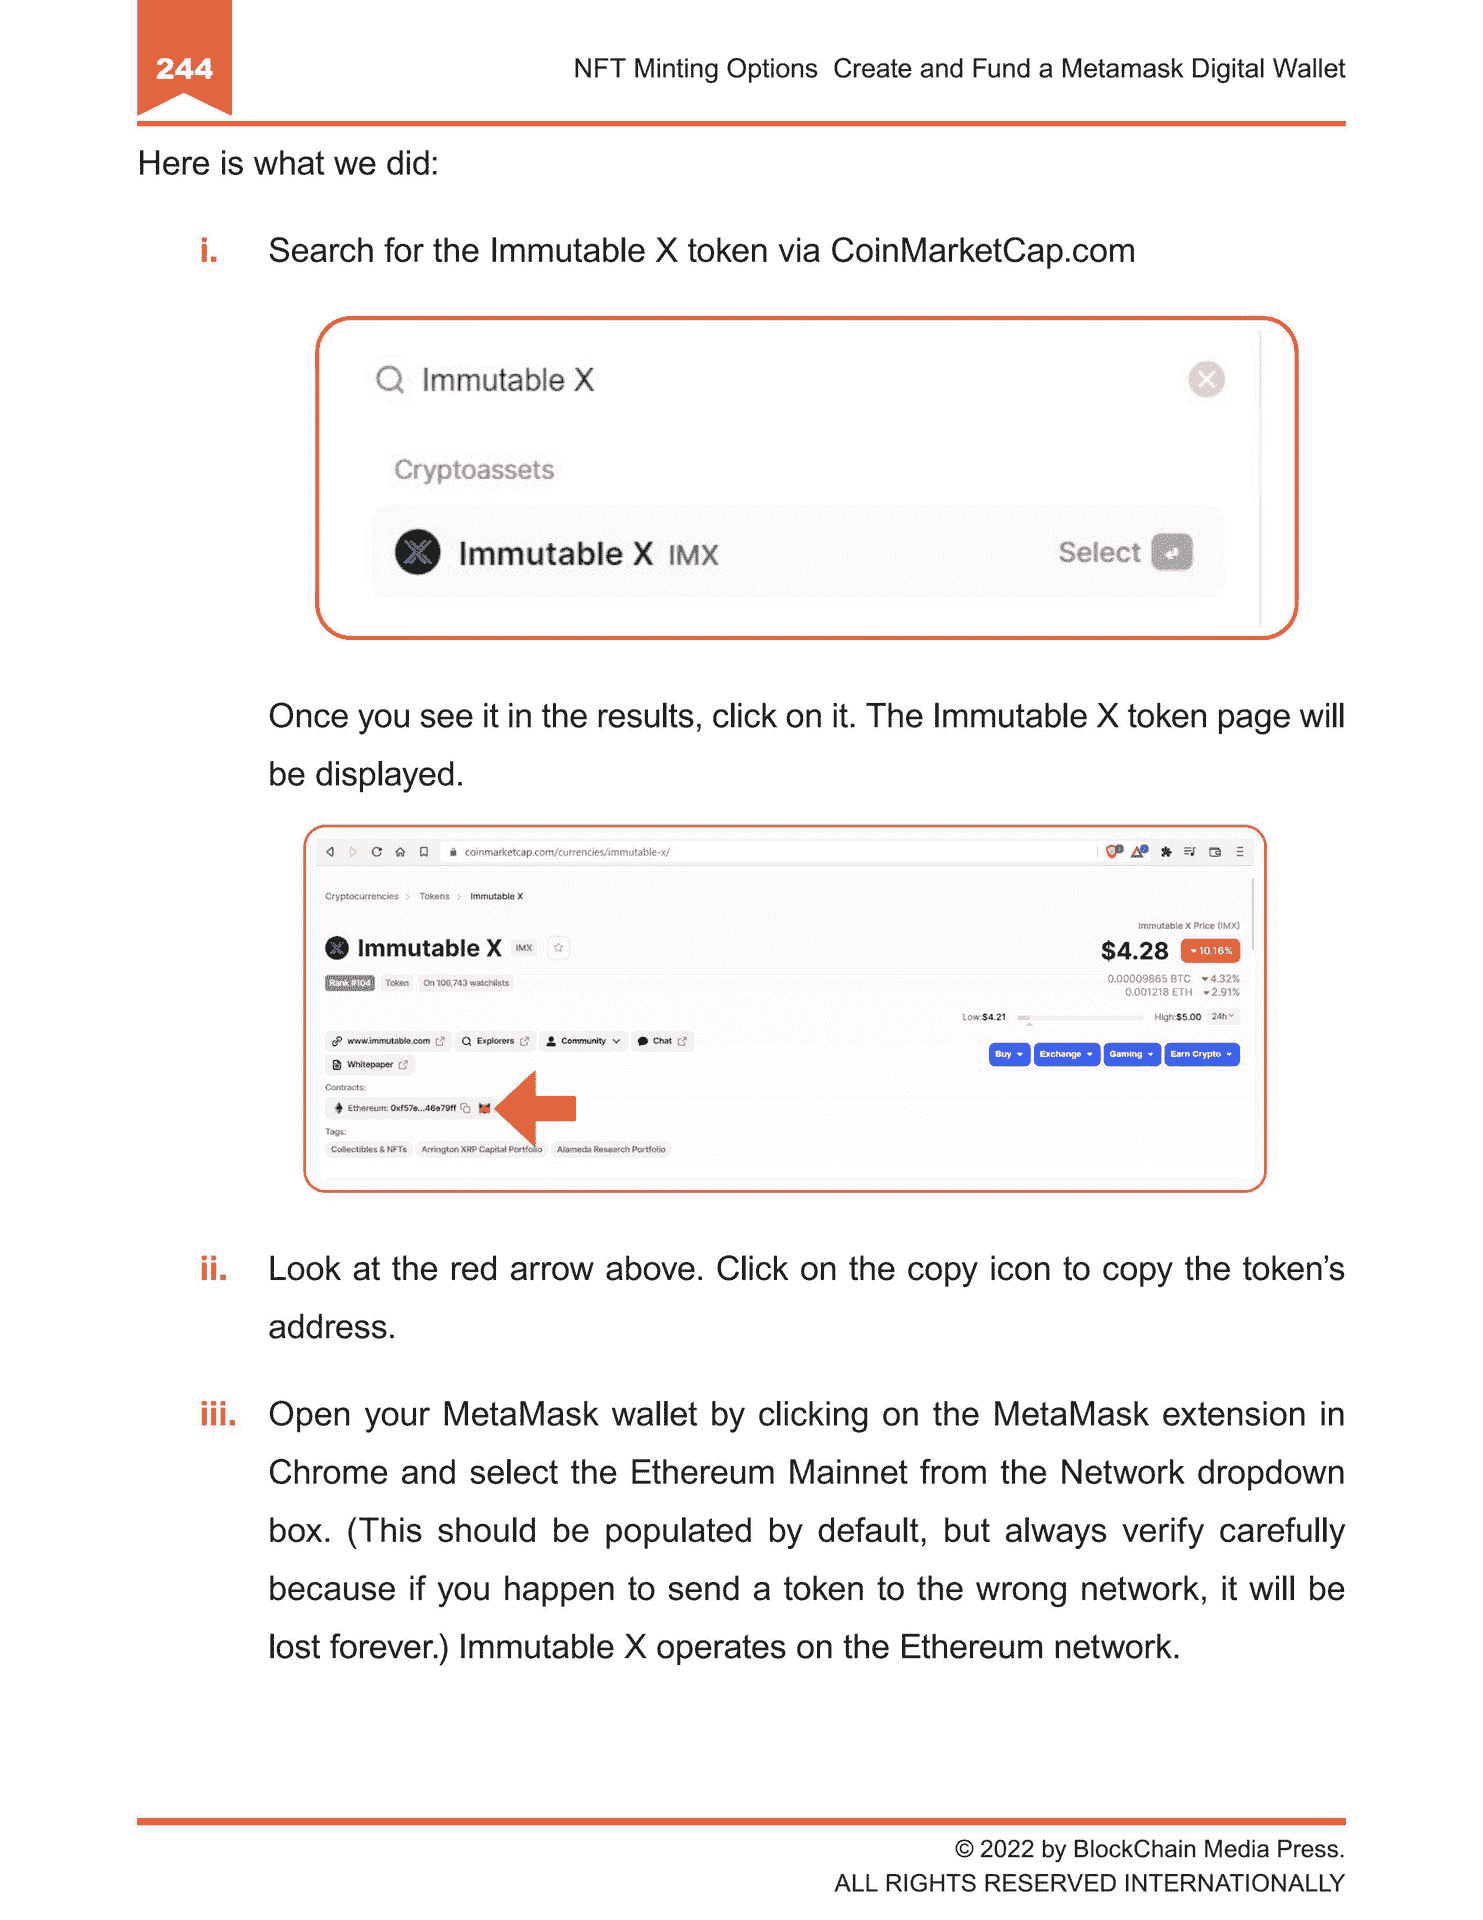 244
NFT Minting Options  Create and Fund a Metamask Digital Wallet
Here is what we did:
i. Search for the Immutable X token via CoinMarketCap.com
Immutable X
Cryptoassets
Immutable X IMX Select
Once you see it in the results, click on it. The Immutable X token page will
be displayed.
coinmarketcap.com/currencies/immutable-x/
Cryptocurrencies > Tokens > Immutable X
Immutable X Price (IMX)
Immutable X IMX $4.28 10.16%
Rank #104 Token On 106,743 watchlists 0.00009865 BTC 4.32%
0.001218 ETH 2.91%
Low:$4.21 High:$5.00 24h
www.immutable.com Explorers Community Chat
Buy Exchange Gaming Earn Crypto
Whitepaper
Contracts:
Ethereum: 0xf57e...46e79ff
Tags:
Collectibles & NFTs Arrington XRP Capital Portfolio Alameda Research Portfolio
ii. Look at the red arrow above. Click on the copy icon to copy the token’s
address.
iii. Open your MetaMask wallet by clicking on the MetaMask extension in
Chrome and select the Ethereum Mainnet from the Network dropdown
box. (This should be populated by default, but always verify carefully
because if you happen to send a token to the wrong network, it will be
lost forever.) Immutable X operates on the Ethereum network.
© 2022 by BlockChain Media Press.
ALL RIGHTS RESERVED INTERNATIONALLY